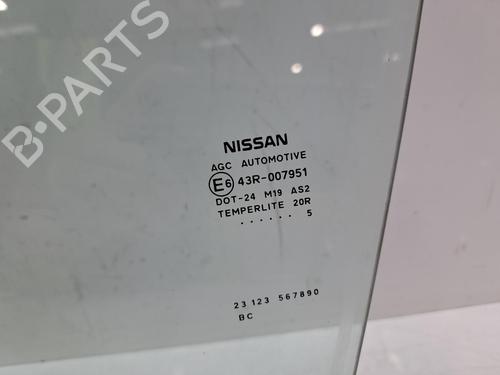 B-PARTS
NISSAN
AGC AUTOMOTIVE
E6 43R-007951
DOT-24 M19 AS2
TEMPERLITE 20R
...... 5
23 123 567890
BC